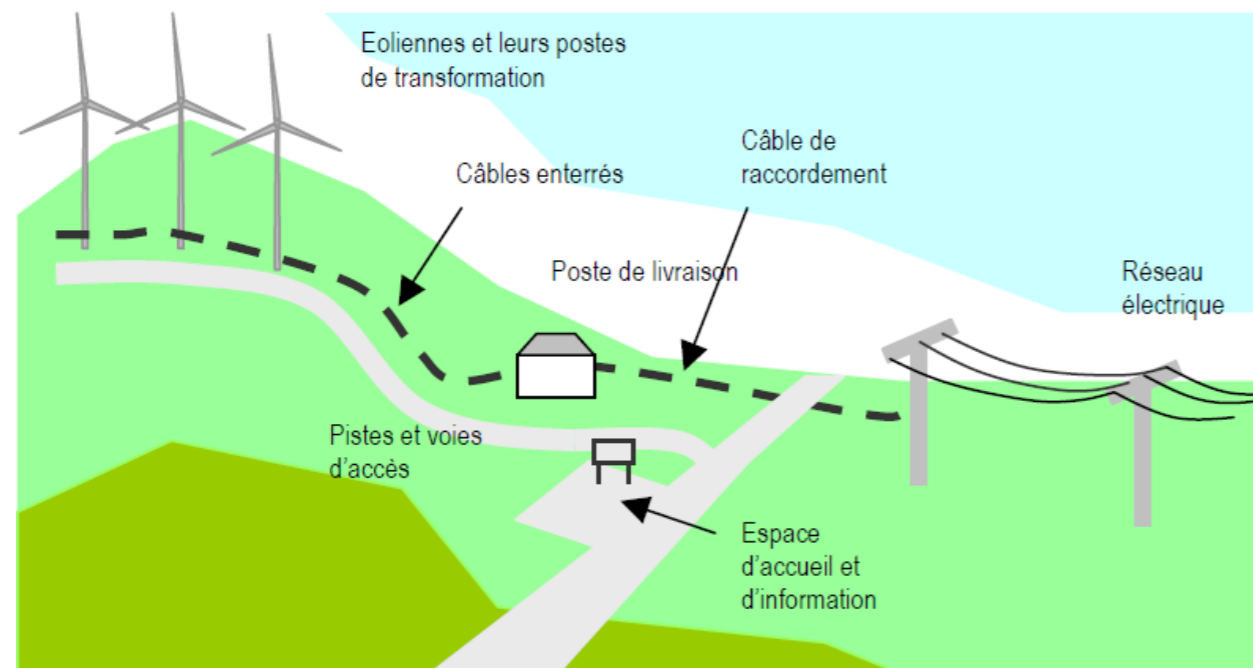 Eoliennes et leurs postes
de transformation
Câble de
raccordement
Câbles enterrés
Poste de livraison
Réseau
électrique
Pistes et voies
d'accès
Espace
d'accueil et
d'information